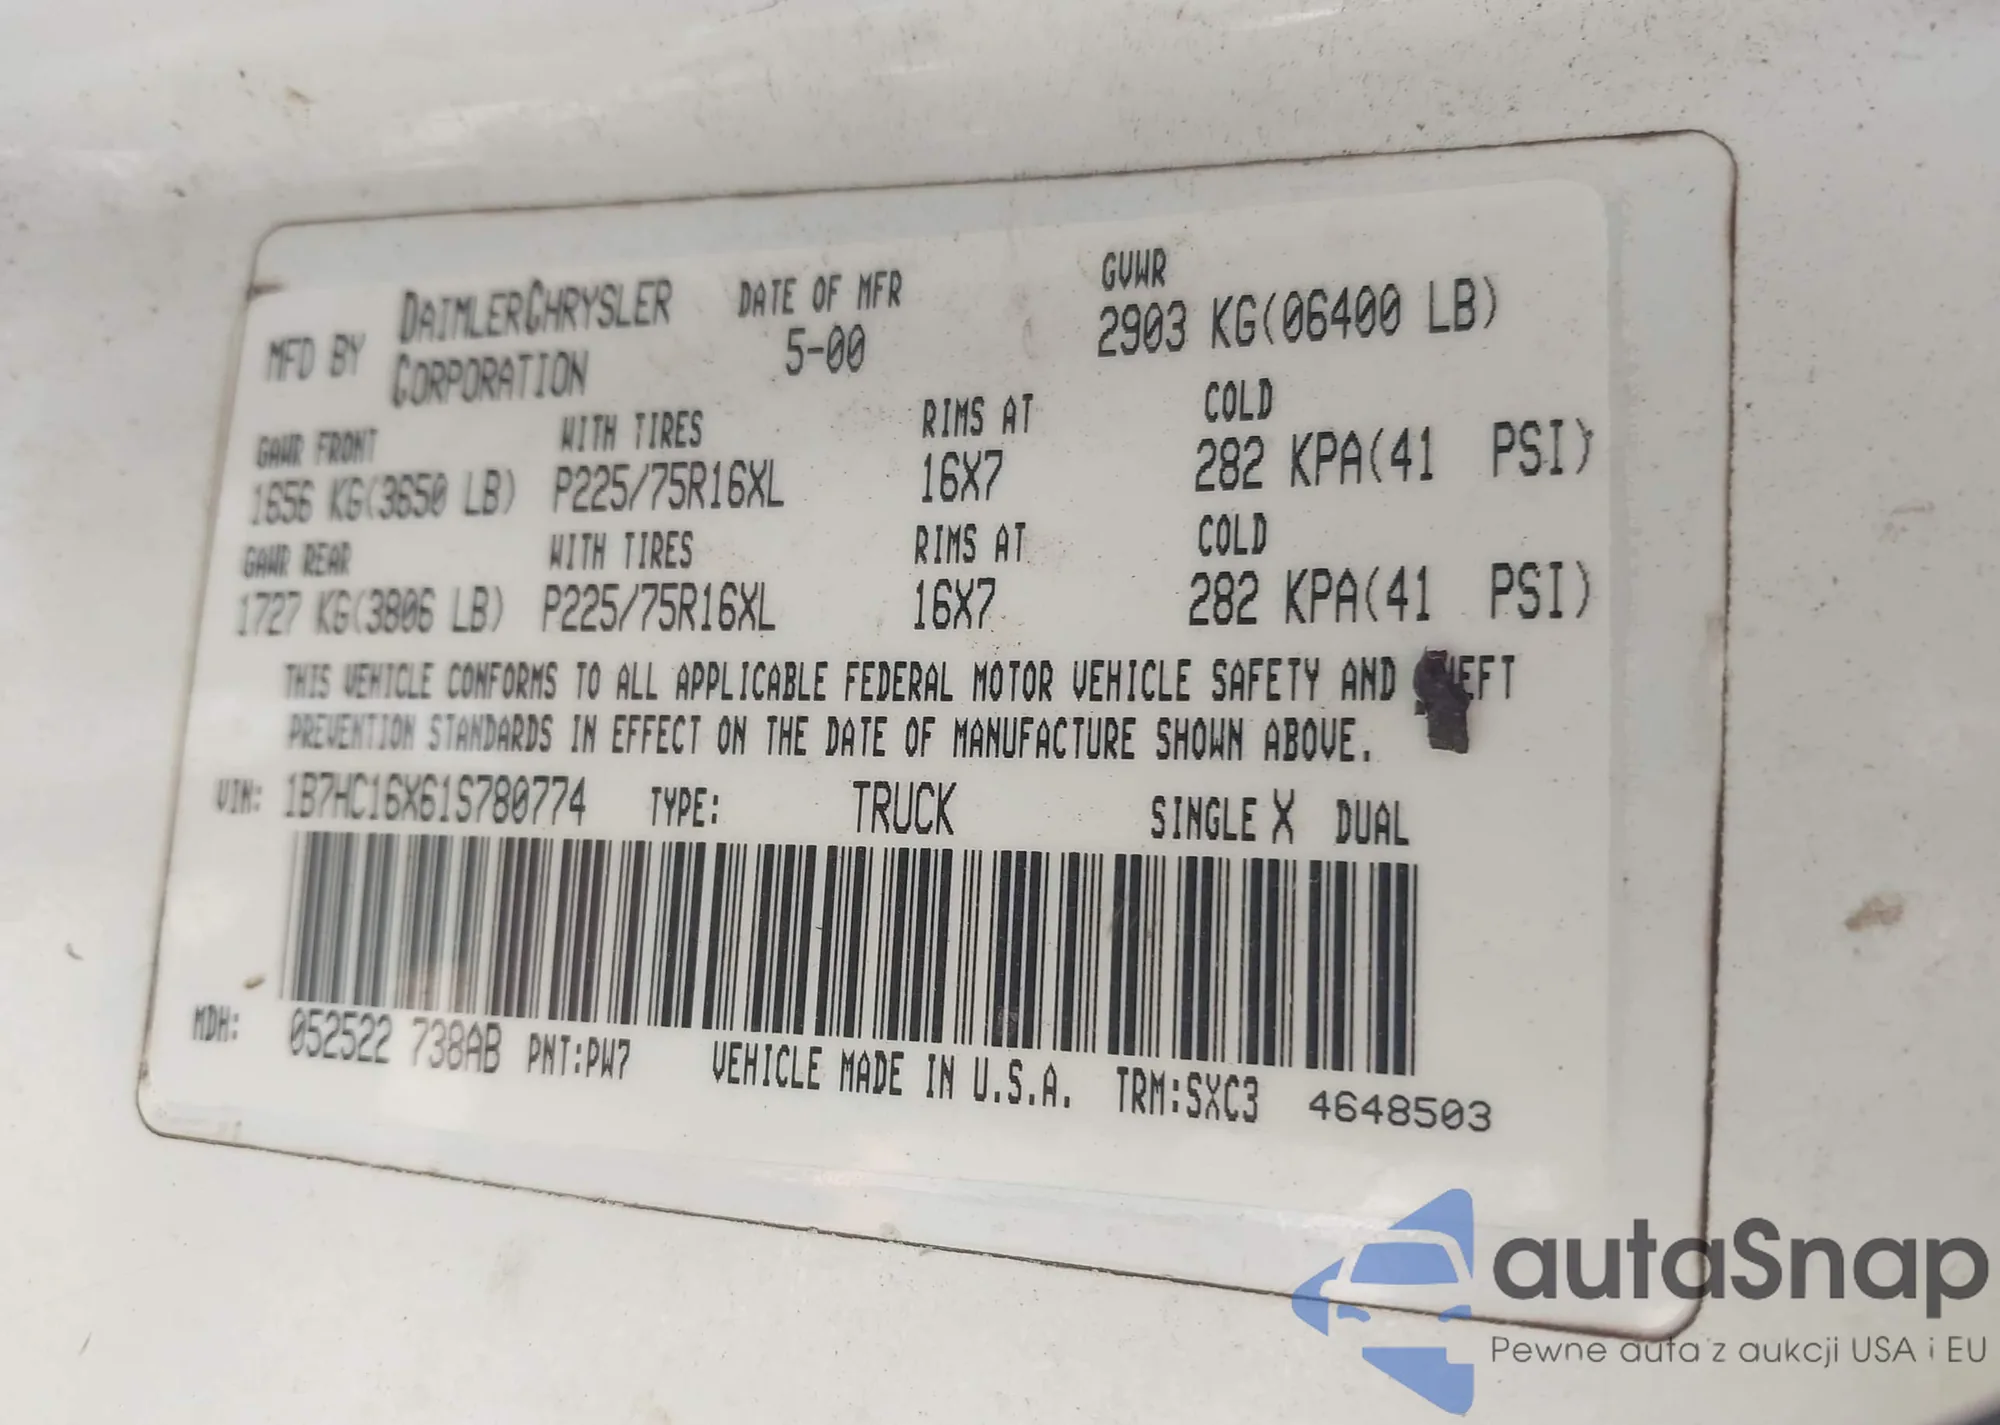 MFD BY DAIMLERCHRYSLER CORPORATION
DATE OF MFR
5-00
GVWR
2903 KG(06400 LB)
GAWR FRONT WITH TIRES RIMS AT COLD
1656 KG(3650 LB) P225/75R16XL 16X7 282 KPA(41 PSI)
GAWR REAR WITH TIRES RIMS AT COLD
1727 KG(3806 LB) P225/75R16XL 16X7 282 KPA(41 PSI)
THIS VEHICLE CONFORMS TO ALL APPLICABLE FEDERAL MOTOR VEHICLE SAFETY AND THEFT
PREVENTION STANDARDS IN EFFECT ON THE DATE OF MANUFACTURE SHOWN ABOVE.
VIN: 1B7HC16X61S780774 TYPE: TRUCK SINGLE X DUAL
MDH: 052522 738AB PNT:PW7 VEHICLE MADE IN U.S.A. TRM:SXC3 4648503
autaSnap
Pewne auta z aukcji USA i EU